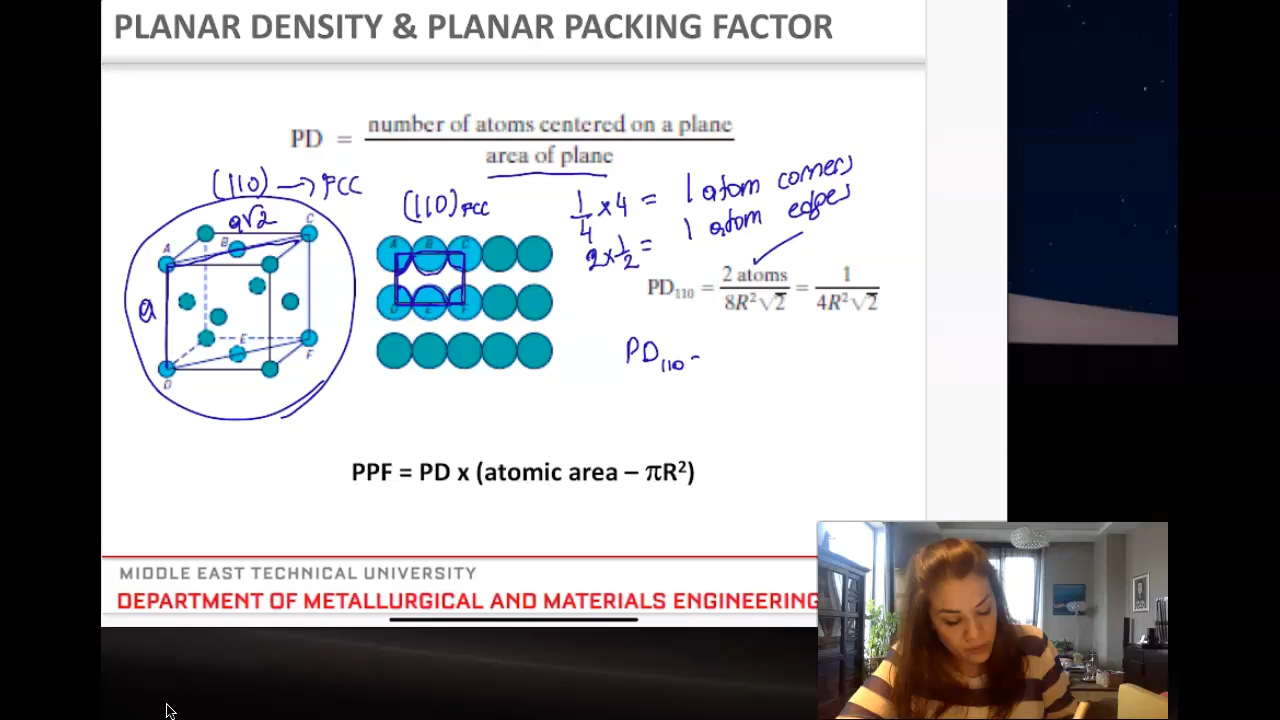 PLANAR DENSITY & PLANAR PACKING FACTOR
PD = number of atoms centered on a plane
area of plane
(110) → FCC
a√2
(110)FCC
1/4 x 4 = 1 atom corners
2 x 1/2 = 1 atom edges
A
B
C
a
E
F
D
A B C
D E F
PD110 = 2 atoms / 8R²√2 = 1 / 4R²√2
PD110 -
PPF = PD x (atomic area – πR²)
MIDDLE EAST TECHNICAL UNIVERSITY
DEPARTMENT OF METALLURGICAL AND MATERIALS ENGINEERING